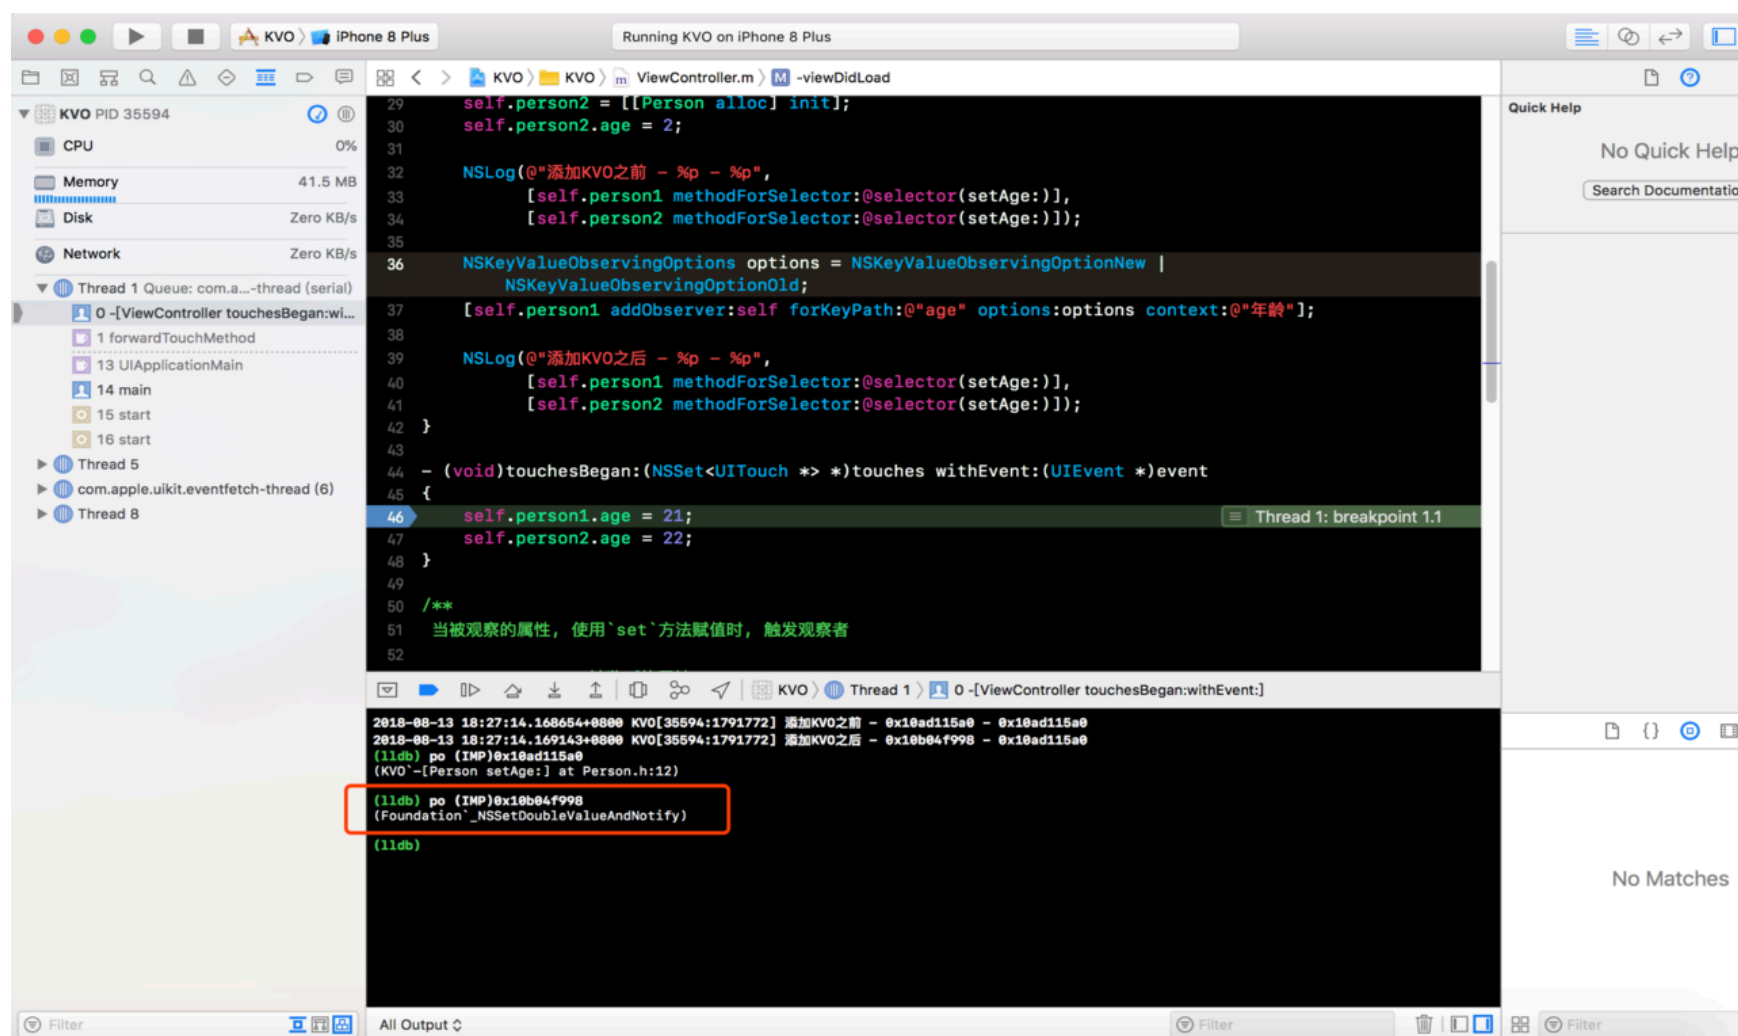 KVO
iPhone 8 Plus
Running KVO on iPhone 8 Plus
KVO
KVO
ViewController.m
M -viewDidLoad
KVO PID 35594
CPU
0%
Memory
41.5 MB
Disk
Zero KB/s
Network
Zero KB/s
Thread 1 Queue: com.a...-thread (serial)
0 -[ViewController touchesBegan:wi...
1 forwardTouchMethod
13 UIApplicationMain
14 main
15 start
16 start
Thread 5
com.apple.uikit.eventfetch-thread (6)
Thread 8
Filter
29 self.person2 = [[Person alloc] init];
30 self.person2.age = 2;
31
32 NSLog(@"添加KVO之前 - %p - %p",
33 [self.person1 methodForSelector:@selector(setAge:)],
34 [self.person2 methodForSelector:@selector(setAge:)]);
35
36 NSKeyValueObservingOptions options = NSKeyValueObservingOptionNew |
NSKeyValueObservingOptionOld;
37 [self.person1 addObserver:self forKeyPath:@"age" options:options context:@"年龄"];
38
39 NSLog(@"添加KVO之后 - %p - %p",
40 [self.person1 methodForSelector:@selector(setAge:)],
41 [self.person2 methodForSelector:@selector(setAge:)]);
42 }
43
44 - (void)touchesBegan:(NSSet<UITouch *> *)touches withEvent:(UIEvent *)event
45 {
46 self.person1.age = 21;
Thread 1: breakpoint 1.1
47 self.person2.age = 22;
48 }
49
50 /**
51 当被观察的属性, 使用`set`方法赋值时, 触发观察者
52
KVO
Thread 1
0 -[ViewController touchesBegan:withEvent:]
2018-08-13 18:27:14.168654+0800 KVO[35594:1791772] 添加KVO之前 - 0x10ad115a0 - 0x10ad115a0
2018-08-13 18:27:14.169143+0800 KVO[35594:1791772] 添加KVO之后 - 0x10b04f998 - 0x10ad115a0
(lldb) po (IMP)0x10ad115a0
(KVO`-[Person setAge:] at Person.h:12)
(lldb) po (IMP)0x10b04f998
(Foundation`_NSSetDoubleValueAndNotify)
(lldb)
All Output
Filter
Quick Help
No Quick Help
Search Documentatio
No Matches
Filter